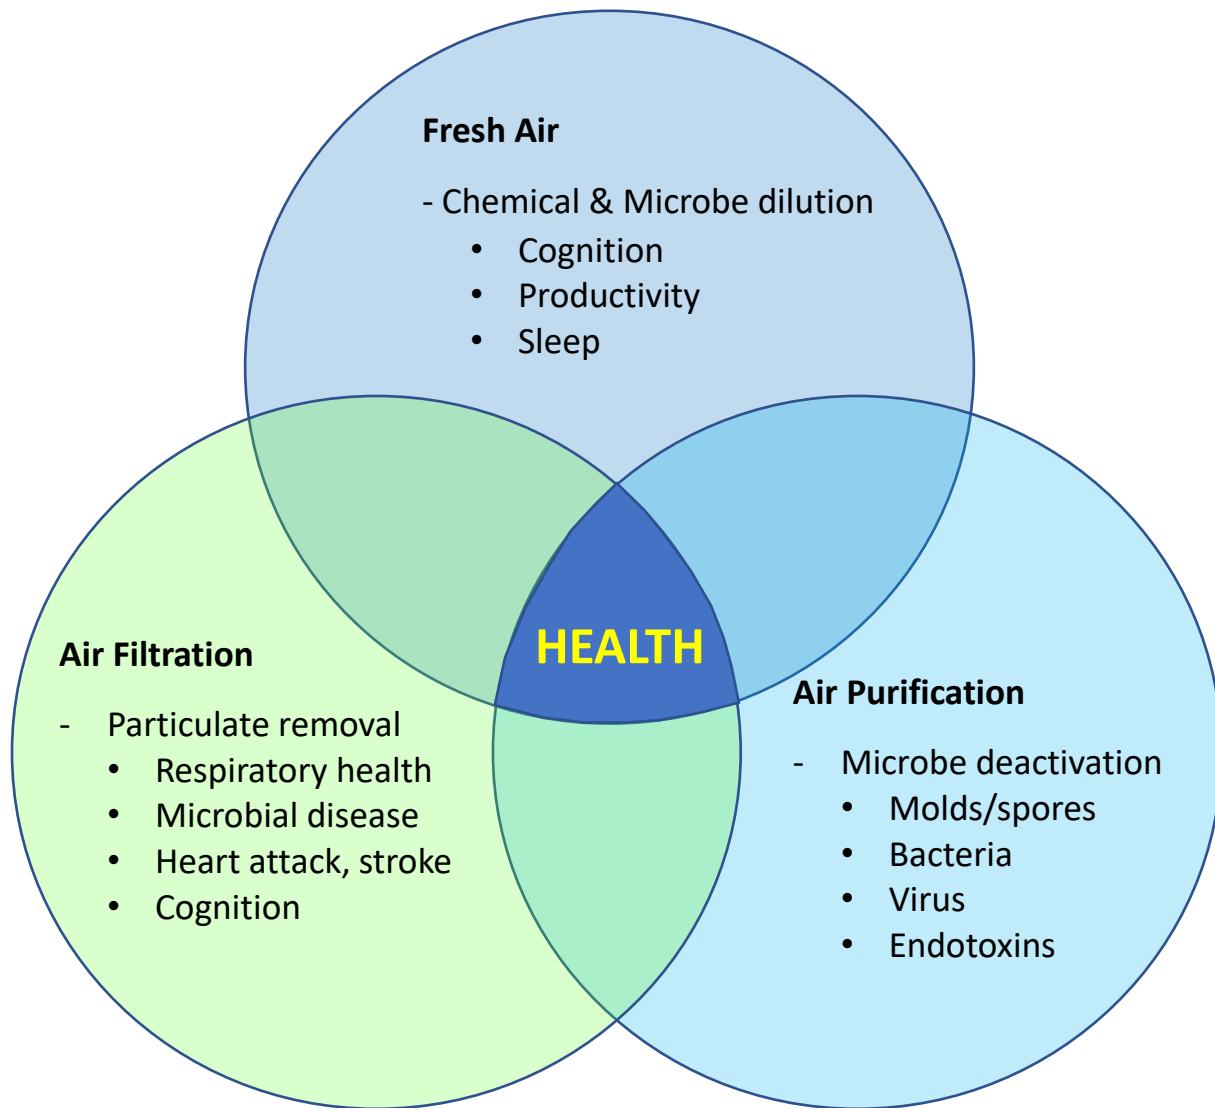 Fresh Air
- Chemical & Microbe dilution
• Cognition
• Productivity
• Sleep
HEALTH
Air Filtration
- Particulate removal
• Respiratory health
• Microbial disease
• Heart attack, stroke
• Cognition
Air Purification
- Microbe deactivation
• Molds/spores
• Bacteria
• Virus
• Endotoxins